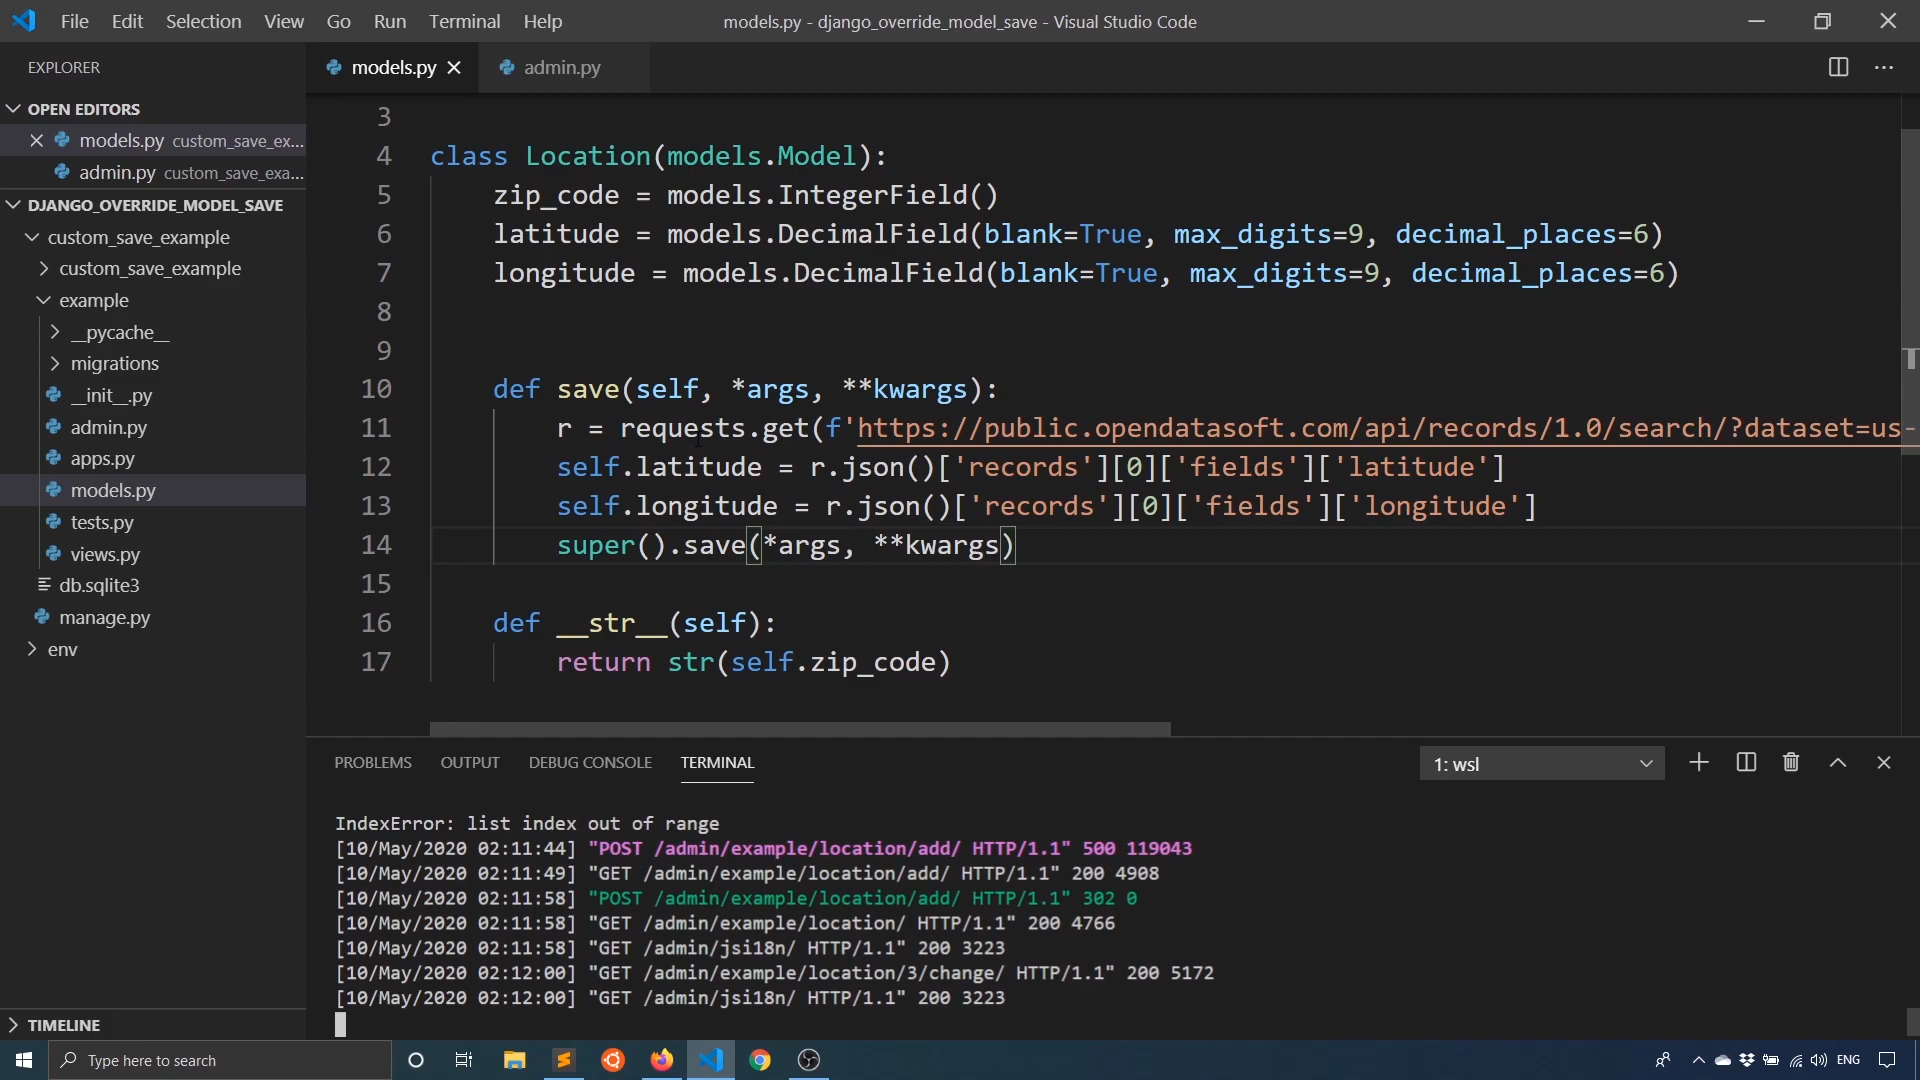 File Edit Selection View Go Run Terminal Help models.py - django_override_model_save - Visual Studio Code
EXPLORER
OPEN EDITORS
models.py custom_save_ex...
admin.py custom_save_exa...
DJANGO_OVERRIDE_MODEL_SAVE
custom_save_example
custom_save_example
example
__pycache__
migrations
__init__.py
admin.py
apps.py
models.py
tests.py
views.py
db.sqlite3
manage.py
env
TIMELINE
models.py admin.py
3
4 class Location(models.Model):
5 zip_code = models.IntegerField()
6 latitude = models.DecimalField(blank=True, max_digits=9, decimal_places=6)
7 longitude = models.DecimalField(blank=True, max_digits=9, decimal_places=6)
8
9
10 def save(self, *args, **kwargs):
11 r = requests.get(f'https://public.opendatasoft.com/api/records/1.0/search/?dataset=us-
12 self.latitude = r.json()['records'][0]['fields']['latitude']
13 self.longitude = r.json()['records'][0]['fields']['longitude']
14 super().save(*args, **kwargs)
15
16 def __str__(self):
17 return str(self.zip_code)
PROBLEMS OUTPUT DEBUG CONSOLE TERMINAL 1: wsl
IndexError: list index out of range
[10/May/2020 02:11:44] "POST /admin/example/location/add/ HTTP/1.1" 500 119043
[10/May/2020 02:11:49] "GET /admin/example/location/add/ HTTP/1.1" 200 4908
[10/May/2020 02:11:58] "POST /admin/example/location/add/ HTTP/1.1" 302 0
[10/May/2020 02:11:58] "GET /admin/example/location/ HTTP/1.1" 200 4766
[10/May/2020 02:11:58] "GET /admin/jsi18n/ HTTP/1.1" 200 3223
[10/May/2020 02:12:00] "GET /admin/example/location/3/change/ HTTP/1.1" 200 5172
[10/May/2020 02:12:00] "GET /admin/jsi18n/ HTTP/1.1" 200 3223
Type here to search ENG